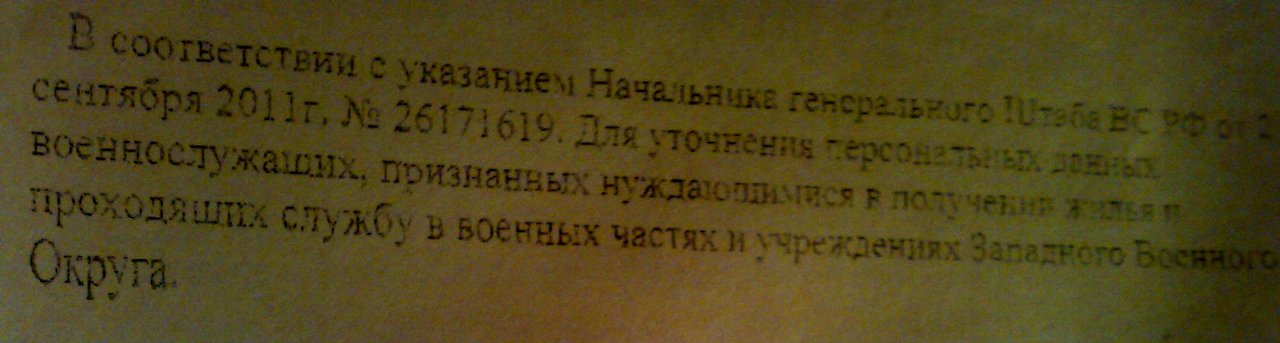 В соответствии с указанием Начальника генерального Штаба ВС РФ от
сентября 2011г. № 26171619. Для уточнения персональных данных
военнослужащих, признанных нуждающимися в получении жилья и
проходящих службу в военных частях и учреждениях Западного Военного
Округа.